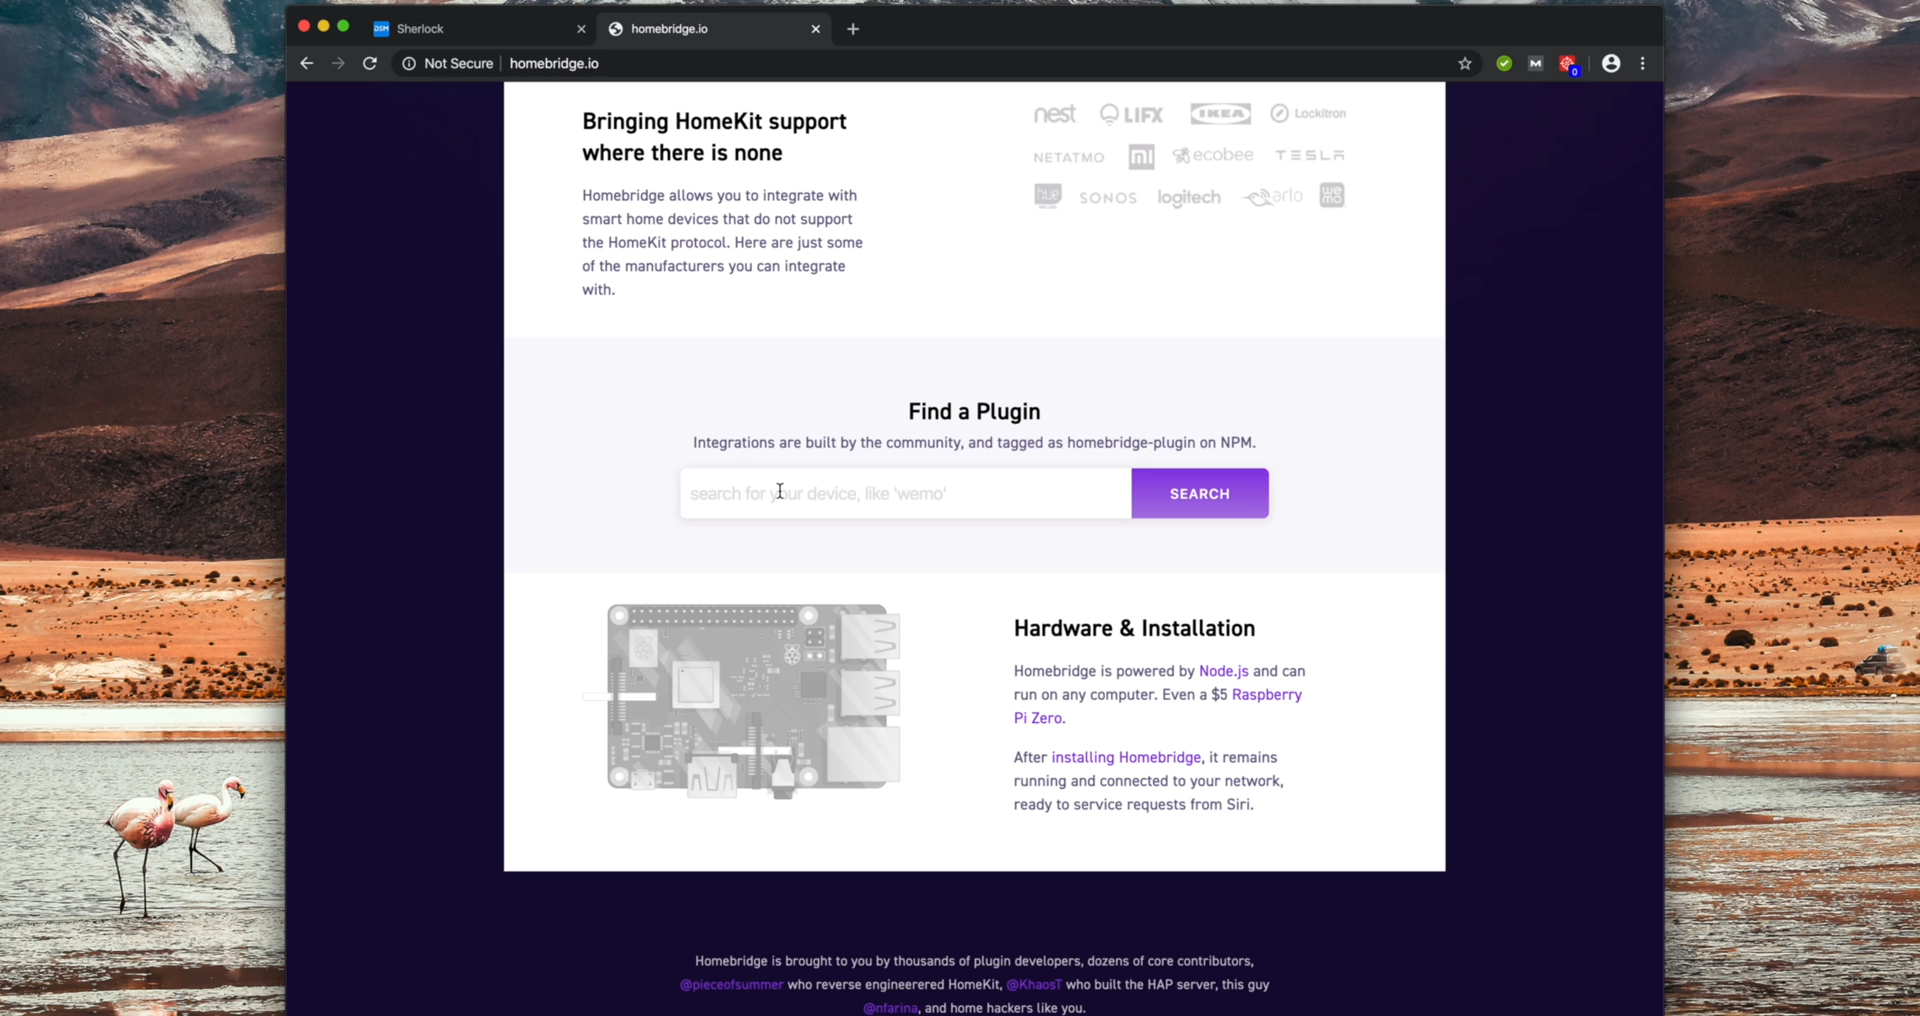 DSM Sherlock
homebridge.io
Not Secure homebridge.io
0
Bringing HomeKit support
where there is none
Homebridge allows you to integrate with
smart home devices that do not support
the HomeKit protocol. Here are just some
of the manufacturers you can integrate
with.
nest LIFX IKEA Lockitron
NETATMO mi ecobee TESLA
hue SONOS logitech arlo we
mo
Find a Plugin
Integrations are built by the community, and tagged as homebridge-plugin on NPM.
search for your device, like 'wemo'
SEARCH
Hardware & Installation
Homebridge is powered by Node.js and can
run on any computer. Even a $5 Raspberry
Pi Zero.
After installing Homebridge, it remains
running and connected to your network,
ready to service requests from Siri.
Homebridge is brought to you by thousands of plugin developers, dozens of core contributors,
@pieceofsummer who reverse engineerered HomeKit, @KhaosT who built the HAP server, this guy
@nfarina, and home hackers like you.